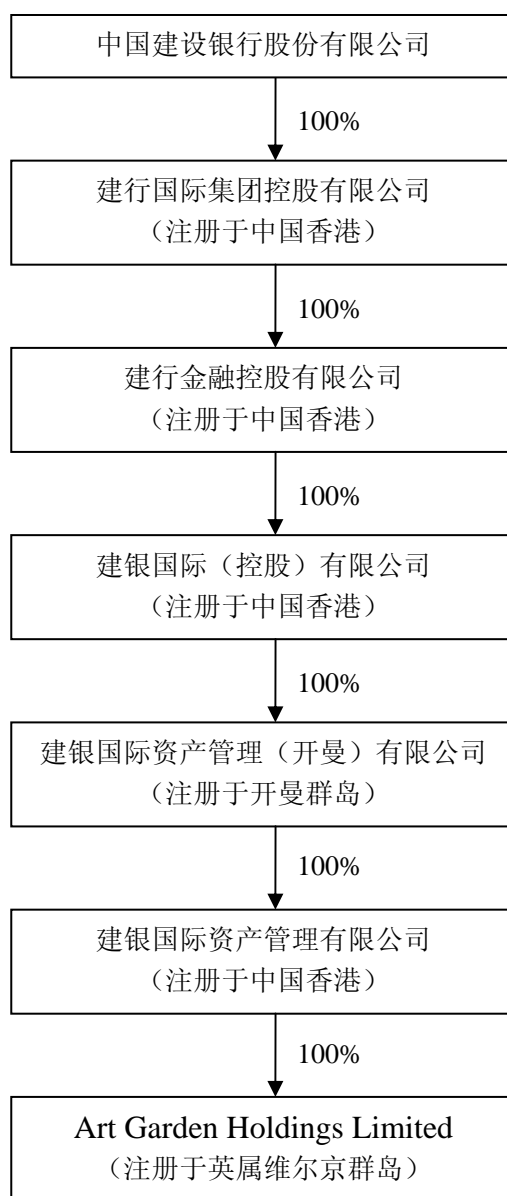 中国建设银行股份有限公司
100%
建行国际集团控股有限公司
（注册于中国香港）
100%
建行金融控股有限公司
（注册于中国香港）
100%
建银国际（控股）有限公司
（注册于中国香港）
100%
建银国际资产管理（开曼）有限公司
（注册于开曼群岛）
100%
建银国际资产管理有限公司
（注册于中国香港）
100%
Art Garden Holdings Limited
（注册于英属维尔京群岛）